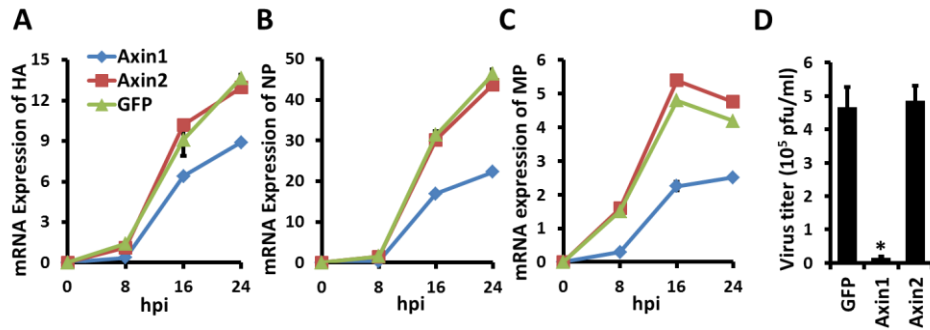 A
mRNA Expression of HA
15
12
9
6
3
0
Axin1
Axin2
GFP
0 8 16 24
hpi
B
mRNA Expression of NP
50
40
30
20
10
0
0 8 16 24
hpi
C
mRNA expression of MP
6
5
4
3
2
1
0
0 8 16 24
hpi
D
Virus titer (10⁵ pfu/ml)
6
5
4
3
2
1
0
*
GFP
Axin1
Axin2